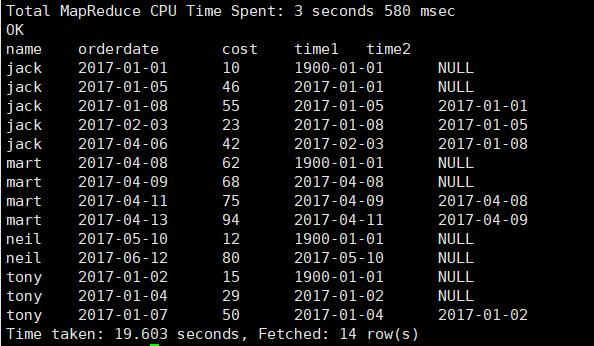 Total MapReduce CPU Time Spent: 3 seconds 580 msec
OK
name orderdate cost time1 time2
jack 2017-01-01 10 1900-01-01 NULL
jack 2017-01-05 46 2017-01-01 NULL
jack 2017-01-08 55 2017-01-05 2017-01-01
jack 2017-02-03 23 2017-01-08 2017-01-05
jack 2017-04-06 42 2017-02-03 2017-01-08
mart 2017-04-08 62 1900-01-01 NULL
mart 2017-04-09 68 2017-04-08 NULL
mart 2017-04-11 75 2017-04-09 2017-04-08
mart 2017-04-13 94 2017-04-11 2017-04-09
neil 2017-05-10 12 1900-01-01 NULL
neil 2017-06-12 80 2017-05-10 NULL
tony 2017-01-02 15 1900-01-01 NULL
tony 2017-01-04 29 2017-01-02 NULL
tony 2017-01-07 50 2017-01-04 2017-01-02
Time taken: 19.603 seconds, Fetched: 14 row(s)